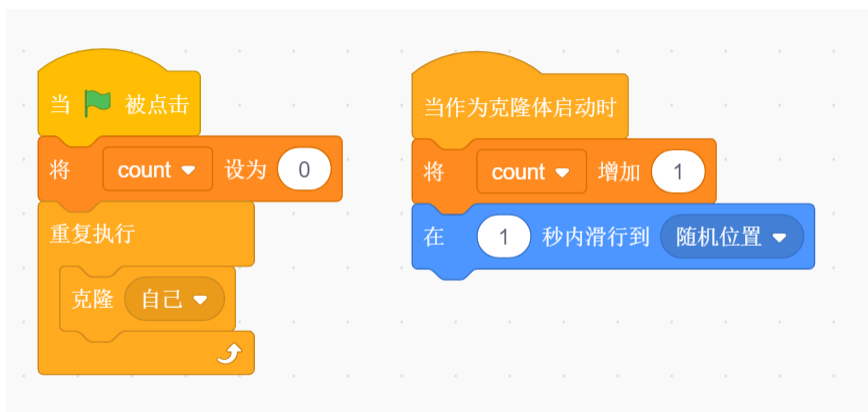 当 被点击
将 count 设为 0
重复执行
克隆 自己
当作为克隆体启动时
将 count 增加 1
在 1 秒内滑行到 随机位置